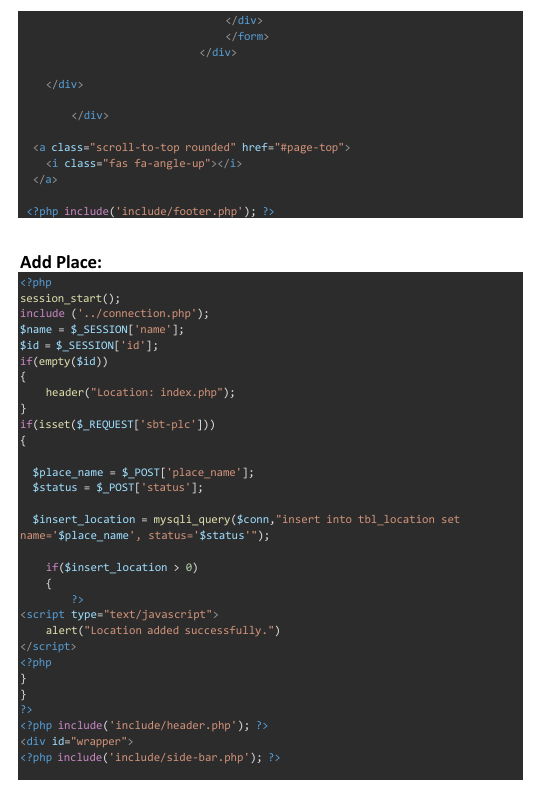 </div>
</form>
</div>
</div>
</div>
<a class="scroll-to-top rounded" href="#page-top">
<i class="fas fa-angle-up"></i>
</a>
<?php include('include/footer.php'); ?>
Add Place:
<?php
session_start();
include ('../connection.php');
$name = $_SESSION['name'];
$id = $_SESSION['id'];
if(empty($id))
{
header("Location: index.php");
}
if(isset($_REQUEST['sbt-plc']))
{
$place_name = $_POST['place_name'];
$status = $_POST['status'];
$insert_location = mysqli_query($conn,"insert into tbl_location set
name='$place_name', status='$status'");
if($insert_location > 0)
{
?>
<script type="text/javascript">
alert("Location added successfully.")
</script>
<?php
}
}
?>
<?php include('include/header.php'); ?>
<div id="wrapper">
<?php include('include/side-bar.php'); ?>